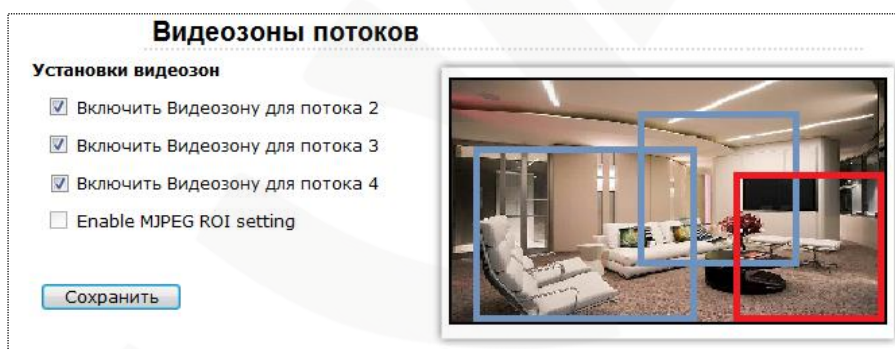 Видеозоны потоков
Установки видеозон
Включить Видеозону для потока 2
Включить Видеозону для потока 3
Включить Видеозону для потока 4
Enable MJPEG ROI setting
Сохранить